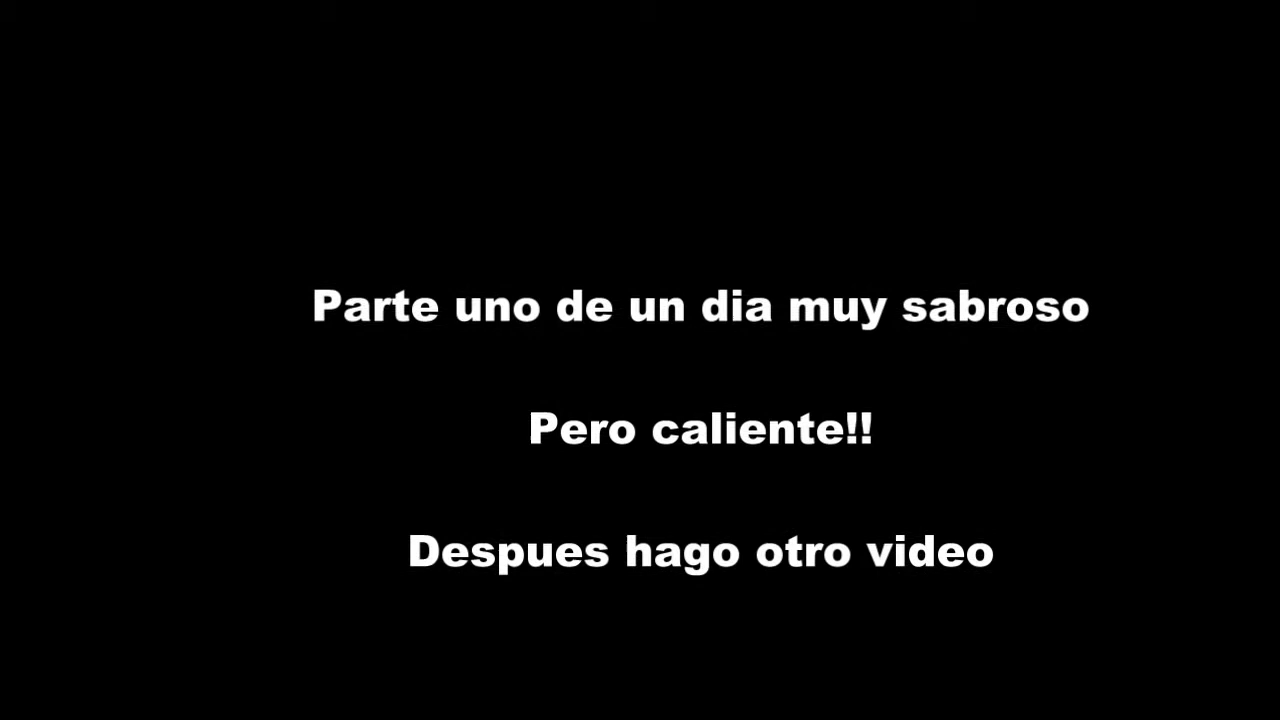 Parte uno de un dia muy sabroso
Pero caliente!!
Despues hago otro video